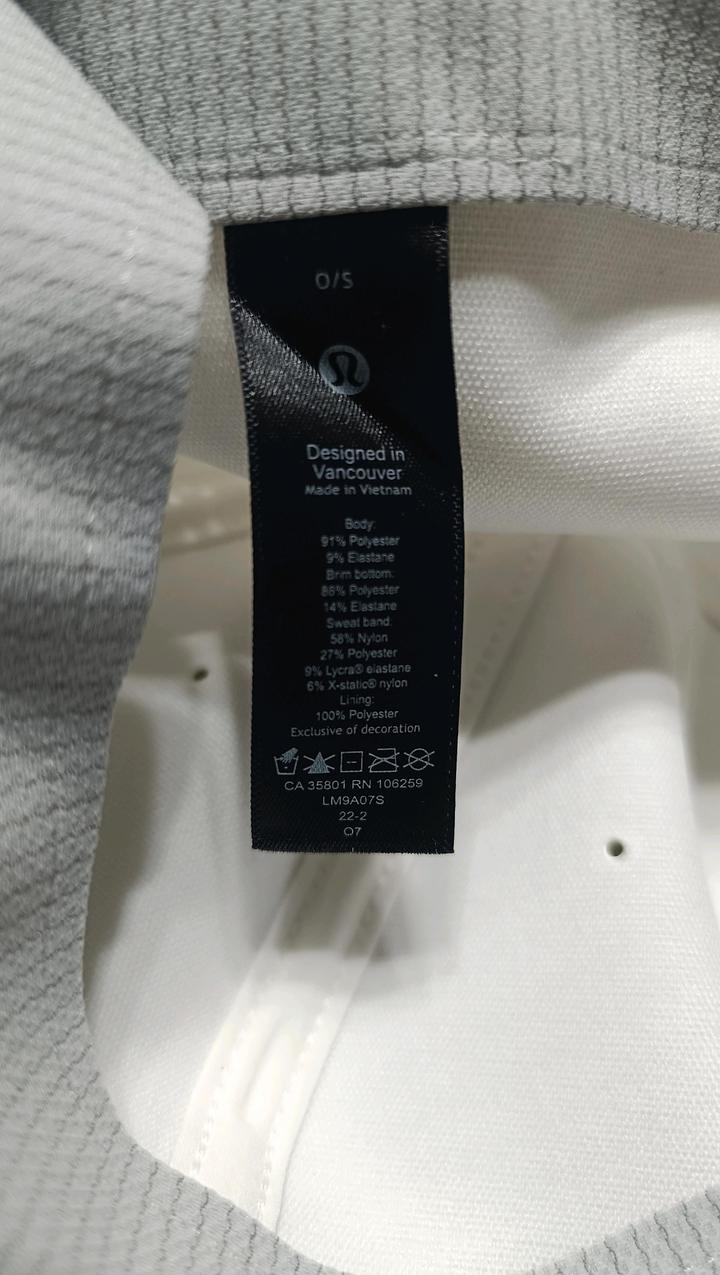 O/S
Designed in
Vancouver
Made in Vietnam
Body:
91% Polyester
9% Elastane
Brim bottom:
86% Polyester
14% Elastane
Sweat band:
58% Nylon
27% Polyester
9% Lycra® elastane
6% X-static® nylon
Lining:
100% Polyester
Exclusive of decoration
CA 35801 RN 106259
LM9A07S
22-2
07